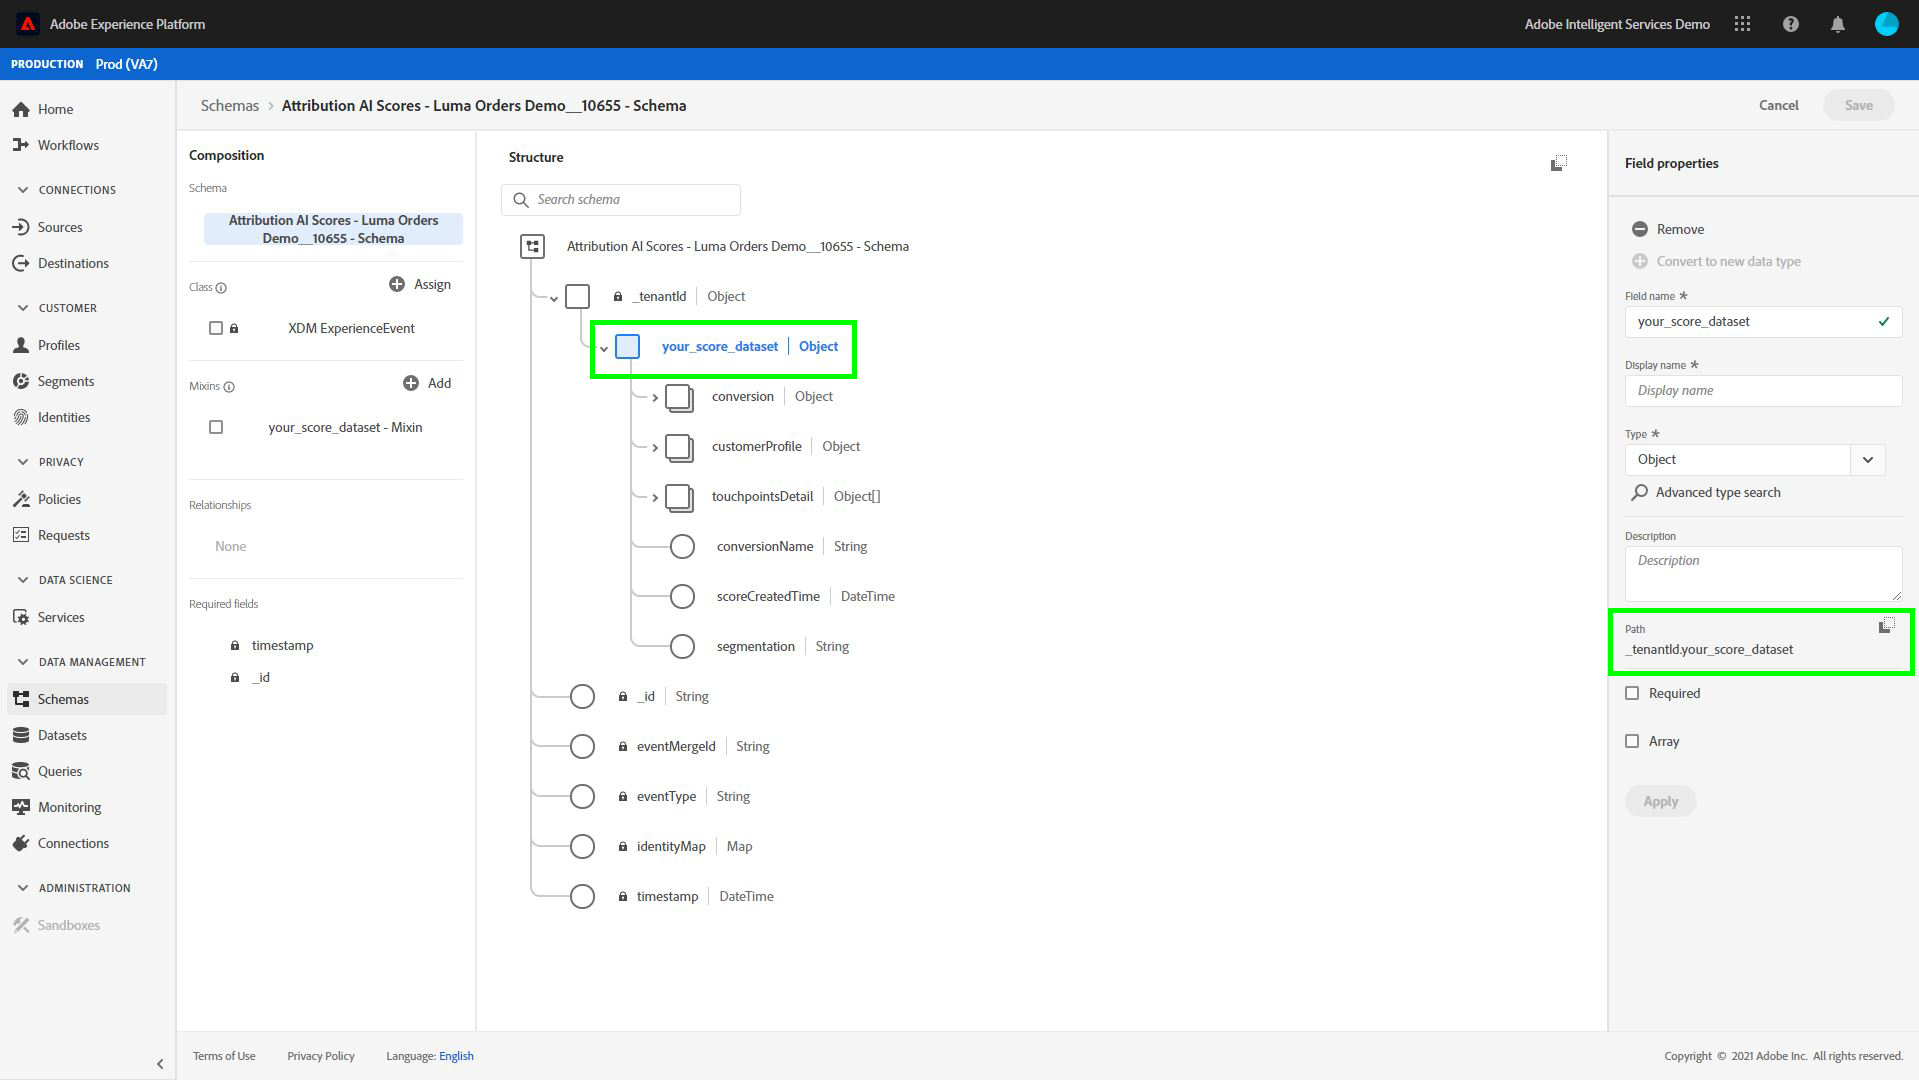 Adobe Experience Platform
Adobe Intelligent Services Demo
PRODUCTION Prod (VA7)
Home
Workflows
CONNECTIONS
Sources
Destinations
CUSTOMER
Profiles
Segments
Identities
PRIVACY
Policies
Requests
DATA SCIENCE
Services
DATA MANAGEMENT
Schemas
Datasets
Queries
Monitoring
Connections
ADMINISTRATION
Sandboxes
Schemas > Attribution AI Scores - Luma Orders Demo__10655 - Schema
Cancel
Save
Composition
Schema
Attribution AI Scores - Luma Orders
Demo__10655 - Schema
Class
Assign
XDM ExperienceEvent
Mixins
Add
your_score_dataset - Mixin
Relationships
None
Required fields
timestamp
_id
Structure
Search schema
Attribution AI Scores - Luma Orders Demo__10655 - Schema
_tenantId | Object
your_score_dataset | Object
conversion | Object
customerProfile | Object
touchpointsDetail | Object[]
conversionName | String
scoreCreatedTime | DateTime
segmentation | String
_id | String
eventMergeId | String
eventType | String
identityMap | Map
timestamp | DateTime
Field properties
Remove
Convert to new data type
Field name *
your_score_dataset
Display name *
Display name
Type *
Object
Advanced type search
Description
Description
Path
_tenantId.your_score_dataset
Required
Array
Apply
Terms of Use Privacy Policy Language: English
Copyright © 2021 Adobe Inc. All rights reserved.